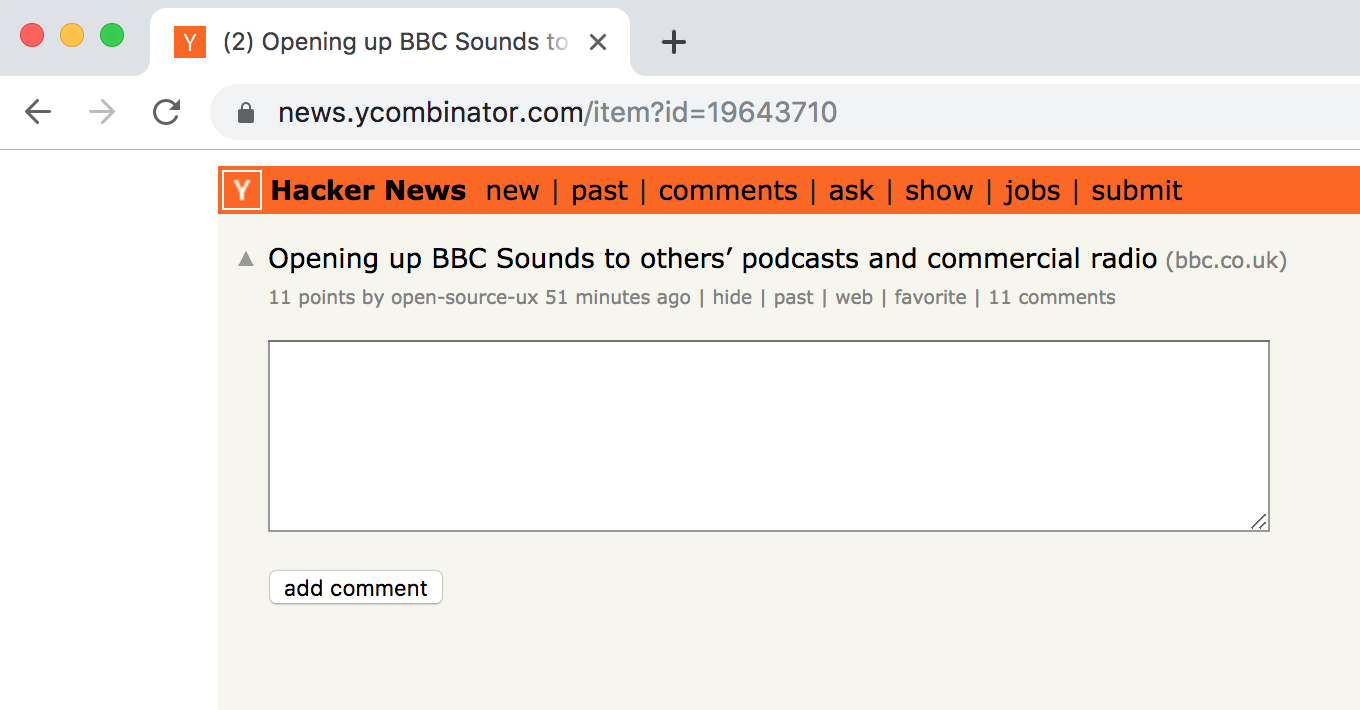 Y (2) Opening up BBC Sounds to
news.ycombinator.com/item?id=19643710
Y Hacker News new | past | comments | ask | show | jobs | submit
Opening up BBC Sounds to others’ podcasts and commercial radio (bbc.co.uk)
11 points by open-source-ux 51 minutes ago | hide | past | web | favorite | 11 comments
add comment